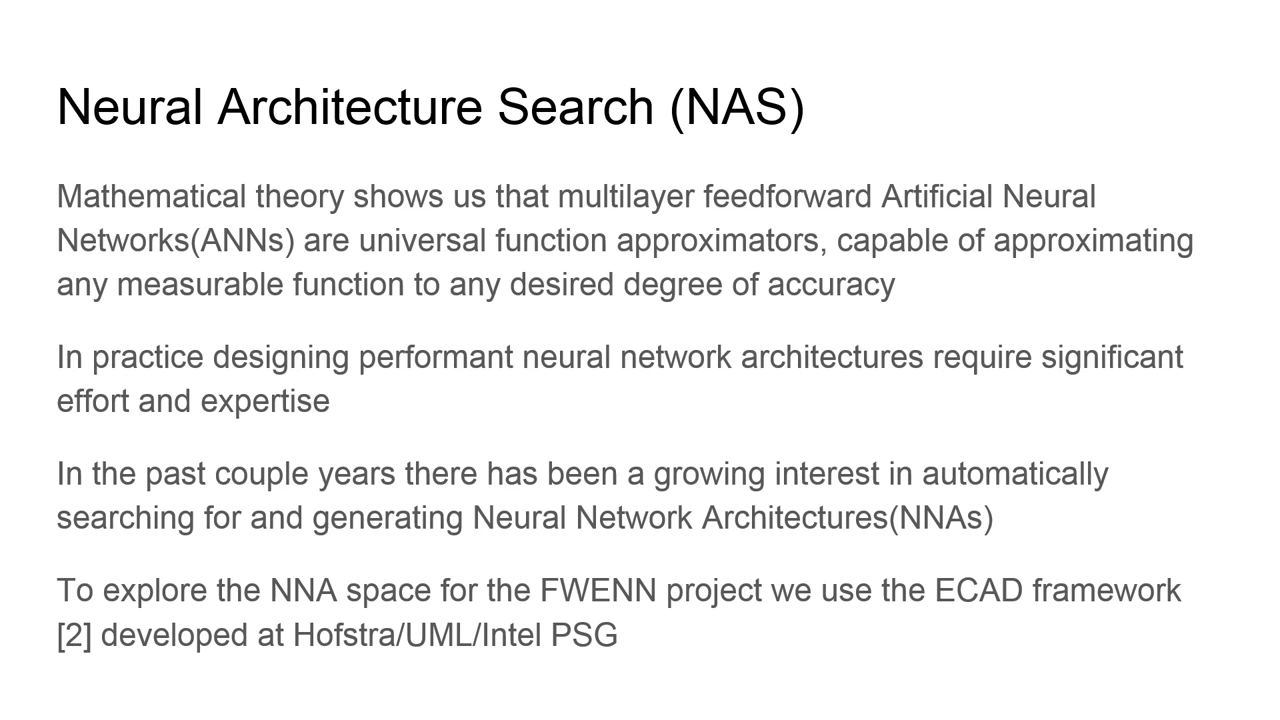 Neural Architecture Search (NAS)
Mathematical theory shows us that multilayer feedforward Artificial Neural
Networks(ANNs) are universal function approximators, capable of approximating
any measurable function to any desired degree of accuracy
In practice designing performant neural network architectures require significant
effort and expertise
In the past couple years there has been a growing interest in automatically
searching for and generating Neural Network Architectures(NNAs)
To explore the NNA space for the FWENN project we use the ECAD framework
[2] developed at Hofstra/UML/Intel PSG